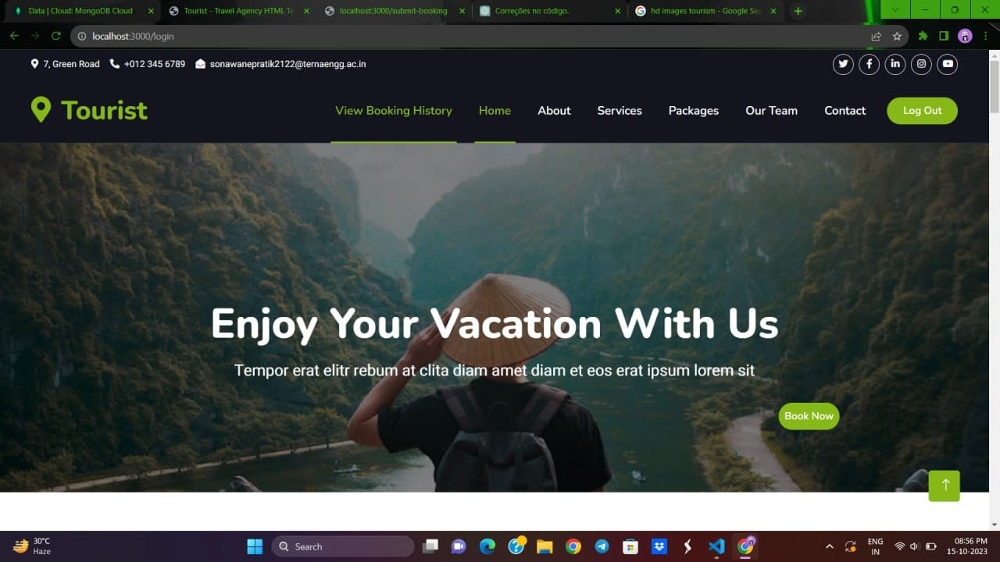 Data | Cloud: MongoDB Cloud
Tourist - Travel Agency HTML Te
localhost:3000/submit-booking
Correções no código.
hd images tourism - Google Sea
localhost:3000/login
7, Green Road +012 345 6789 sonawanepratik2122@ternaengg.ac.in
Tourist
View Booking History Home About Services Packages Our Team Contact Log Out
Enjoy Your Vacation With Us
Tempor erat elitr rebum at clita diam amet diam et eos erat ipsum lorem sit
Book Now
30°C
Haze
Search
ENG
IN
08:56 PM
15-10-2023